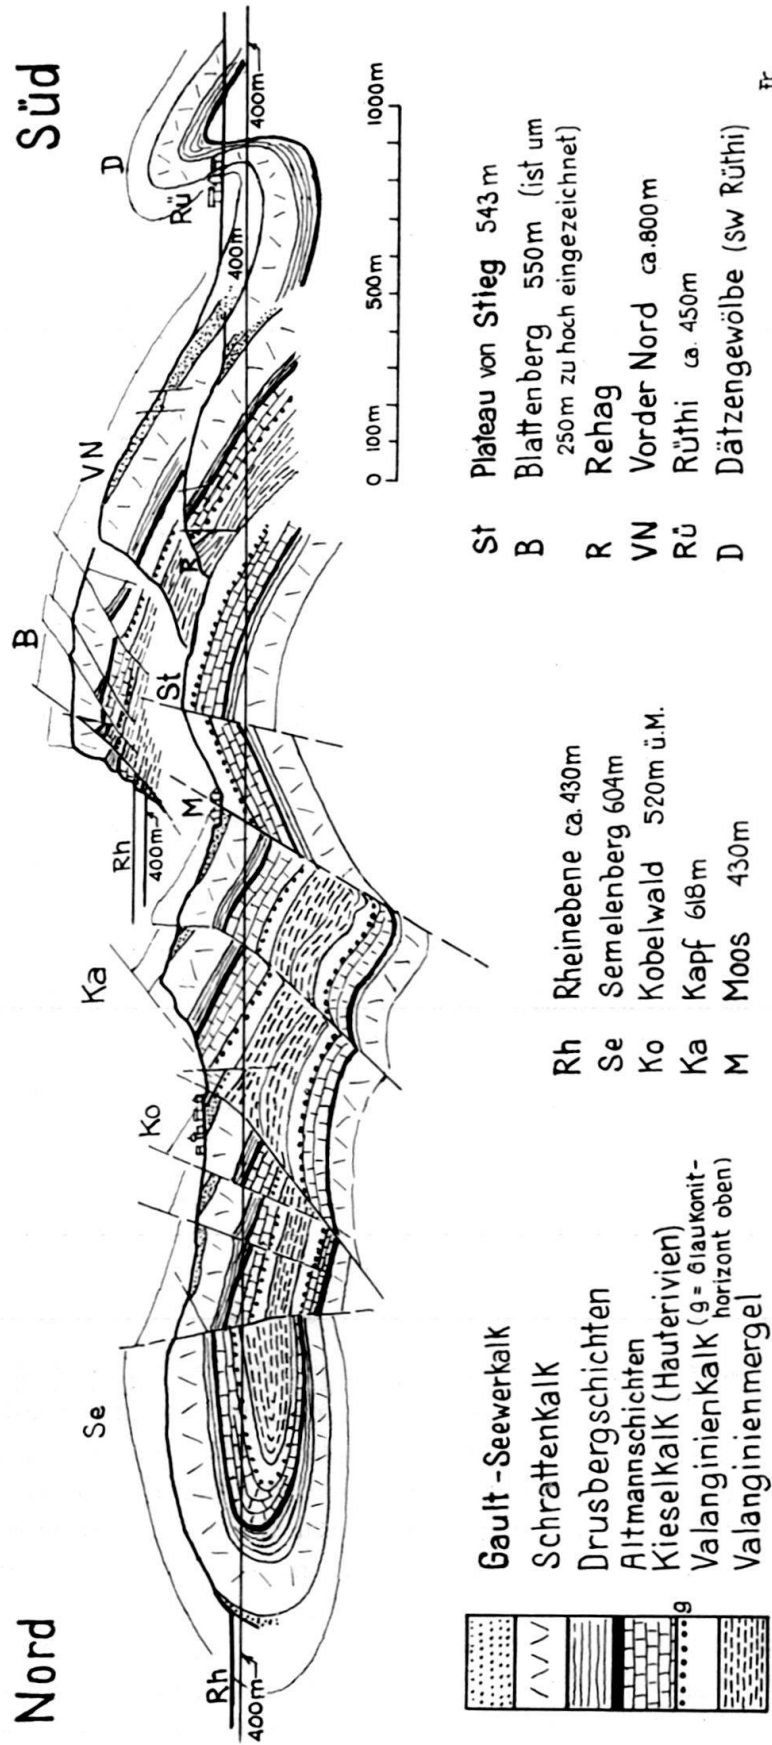 Nord
Süd
Se
Ko
Ka
B
VN
D
Rü
Rh
400m
M
St
R
400m
400m
Rh
400m
0 100m 500m 1000m
Gault-Seewerkalk
Schrattenkalk
Drusbergschichten
Altmannschichten
Kieselkalk (Hauterivien)
g
Valanginienkalk (g = Glaukonit-
horizont oben)
Valanginienmergel
Rh Rheinebene ca. 430m
Se Semelenberg 604m
Ko Kobelwald 520m ü.M.
Ka Kapf 618m
M Moos 430m
St Plateau von Stieg 543m
B Blattenberg 550m (ist um
250m zu hoch eingezeichnet)
R Rehag
VN Vorder Nord ca. 800m
Rü Rüthi ca. 450m
D Dätzengewölbe (SW Rüthi)
Fr